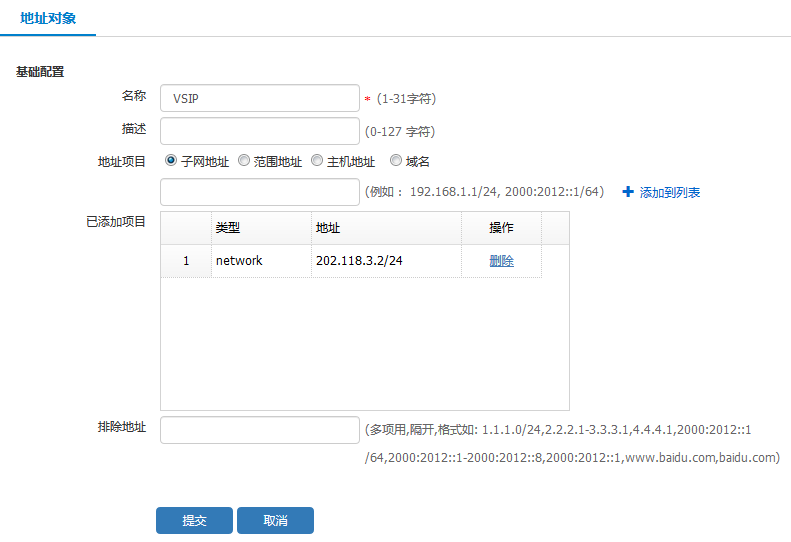 地址对象
基础配置
名称 VSIP * (1-31字符)
描述 (0-127 字符)
地址项目 子网地址 范围地址 主机地址 域名
(例如： 192.168.1.1/24, 2000:2012::1/64) 添加到列表
已添加项目 类型 地址 操作
1 network 202.118.3.2/24 删除
排除地址 (多项用,隔开,格式如: 1.1.1.0/24,2.2.2.1-3.3.3.1,4.4.4.1,2000:2012::1
/64,2000:2012::1-2000:2012::8,2000:2012::1,www.baidu.com,baidu.com)
提交 取消